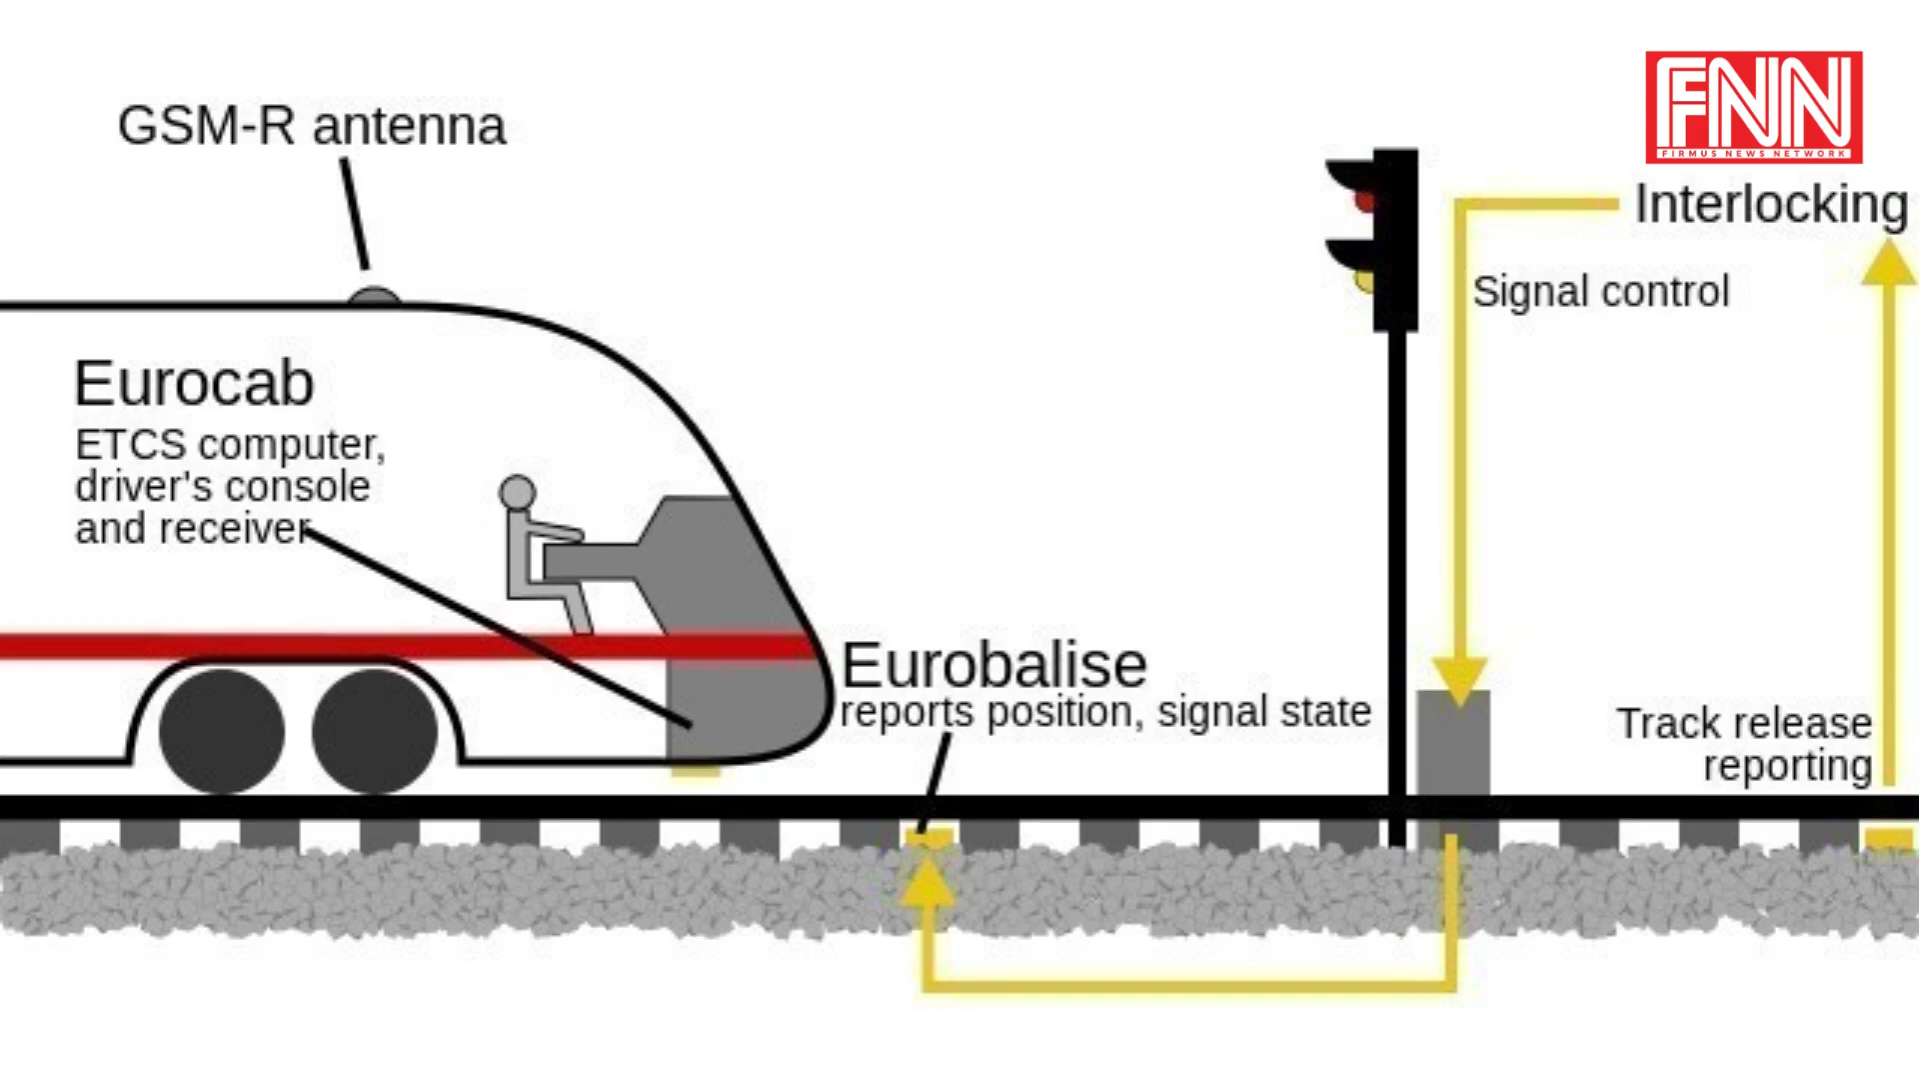 FNN
FIRMUS NEWS NETWORK
GSM-R antenna
Interlocking
Signal control
Eurocab
ETCS computer,
driver's console
and receiver
Eurobalise
reports position, signal state
Track release
reporting